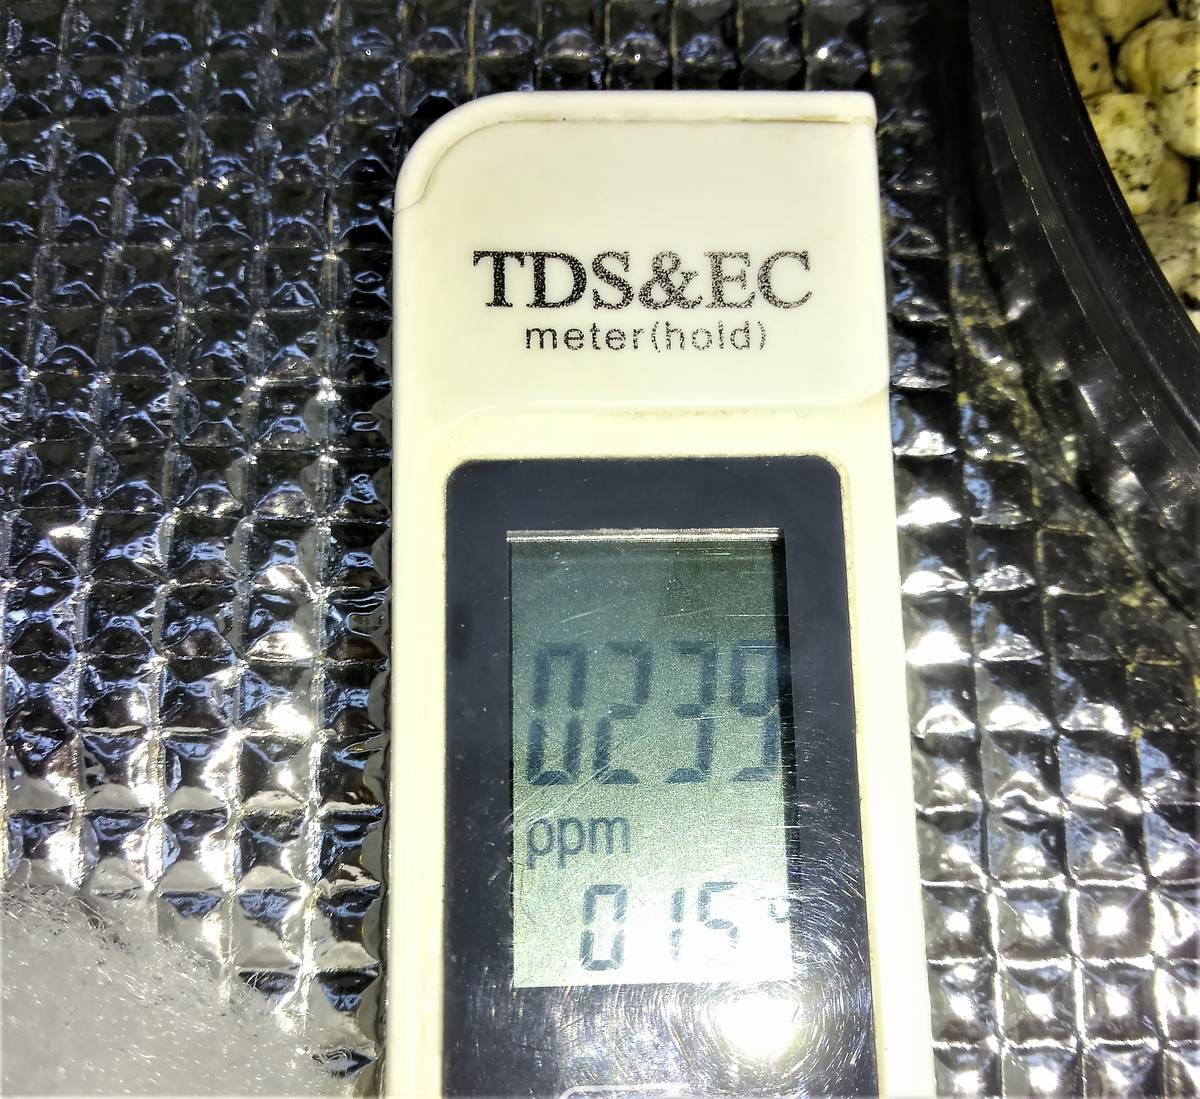 TDS&EC
meter(hold)
0239
ppm
015°